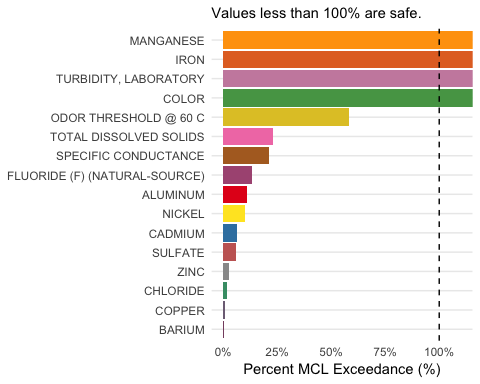 Values less than 100% are safe.
MANGANESE
IRON
TURBIDITY, LABORATORY
COLOR
ODOR THRESHOLD @ 60 C
TOTAL DISSOLVED SOLIDS
SPECIFIC CONDUCTANCE
FLUORIDE (F) (NATURAL-SOURCE)
ALUMINUM
NICKEL
CADMIUM
SULFATE
ZINC
CHLORIDE
COPPER
BARIUM
0% 25% 50% 75% 100%
Percent MCL Exceedance (%)